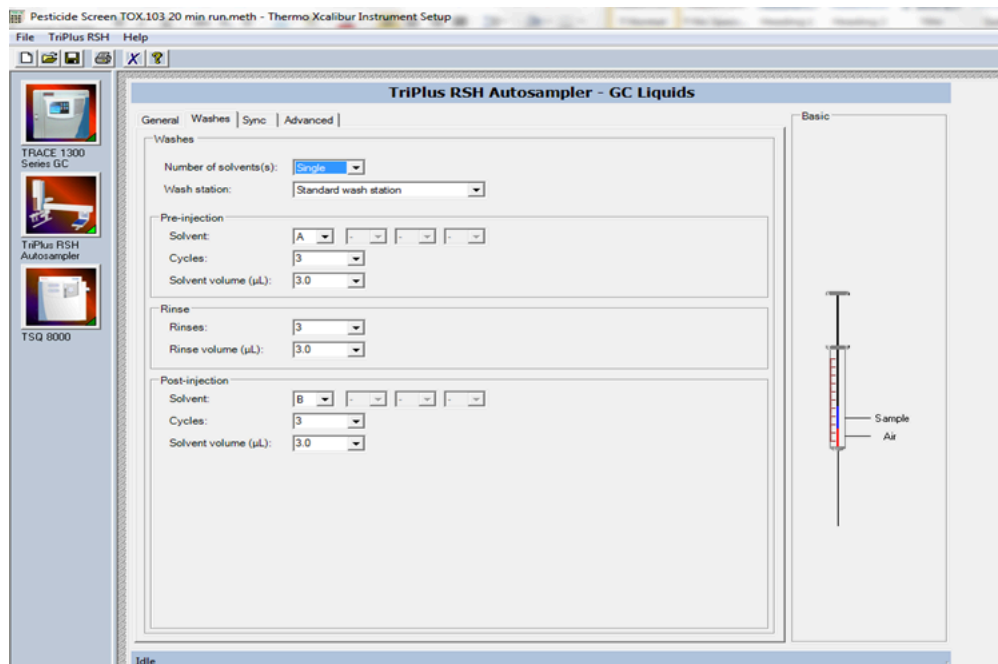 Pesticide Screen TOX.103 20 min run.meth - Thermo Xcalibur Instrument Setup
File TriPlus RSH Help
TRACE 1300
Series GC
TriPlus RSH
Autosampler
TSQ 8000
TriPlus RSH Autosampler - GC Liquids
General Washes Sync Advanced
Washes
Number of solvents(s): Single
Wash station: Standard wash station
Pre-injection
Solvent: A - - -
Cycles: 3
Solvent volume (µL): 3.0
Rinse
Rinses: 3
Rinse volume (µL): 3.0
Post-injection
Solvent: B - - -
Cycles: 3
Solvent volume (µL): 3.0
Basic
Sample
Air
Idle